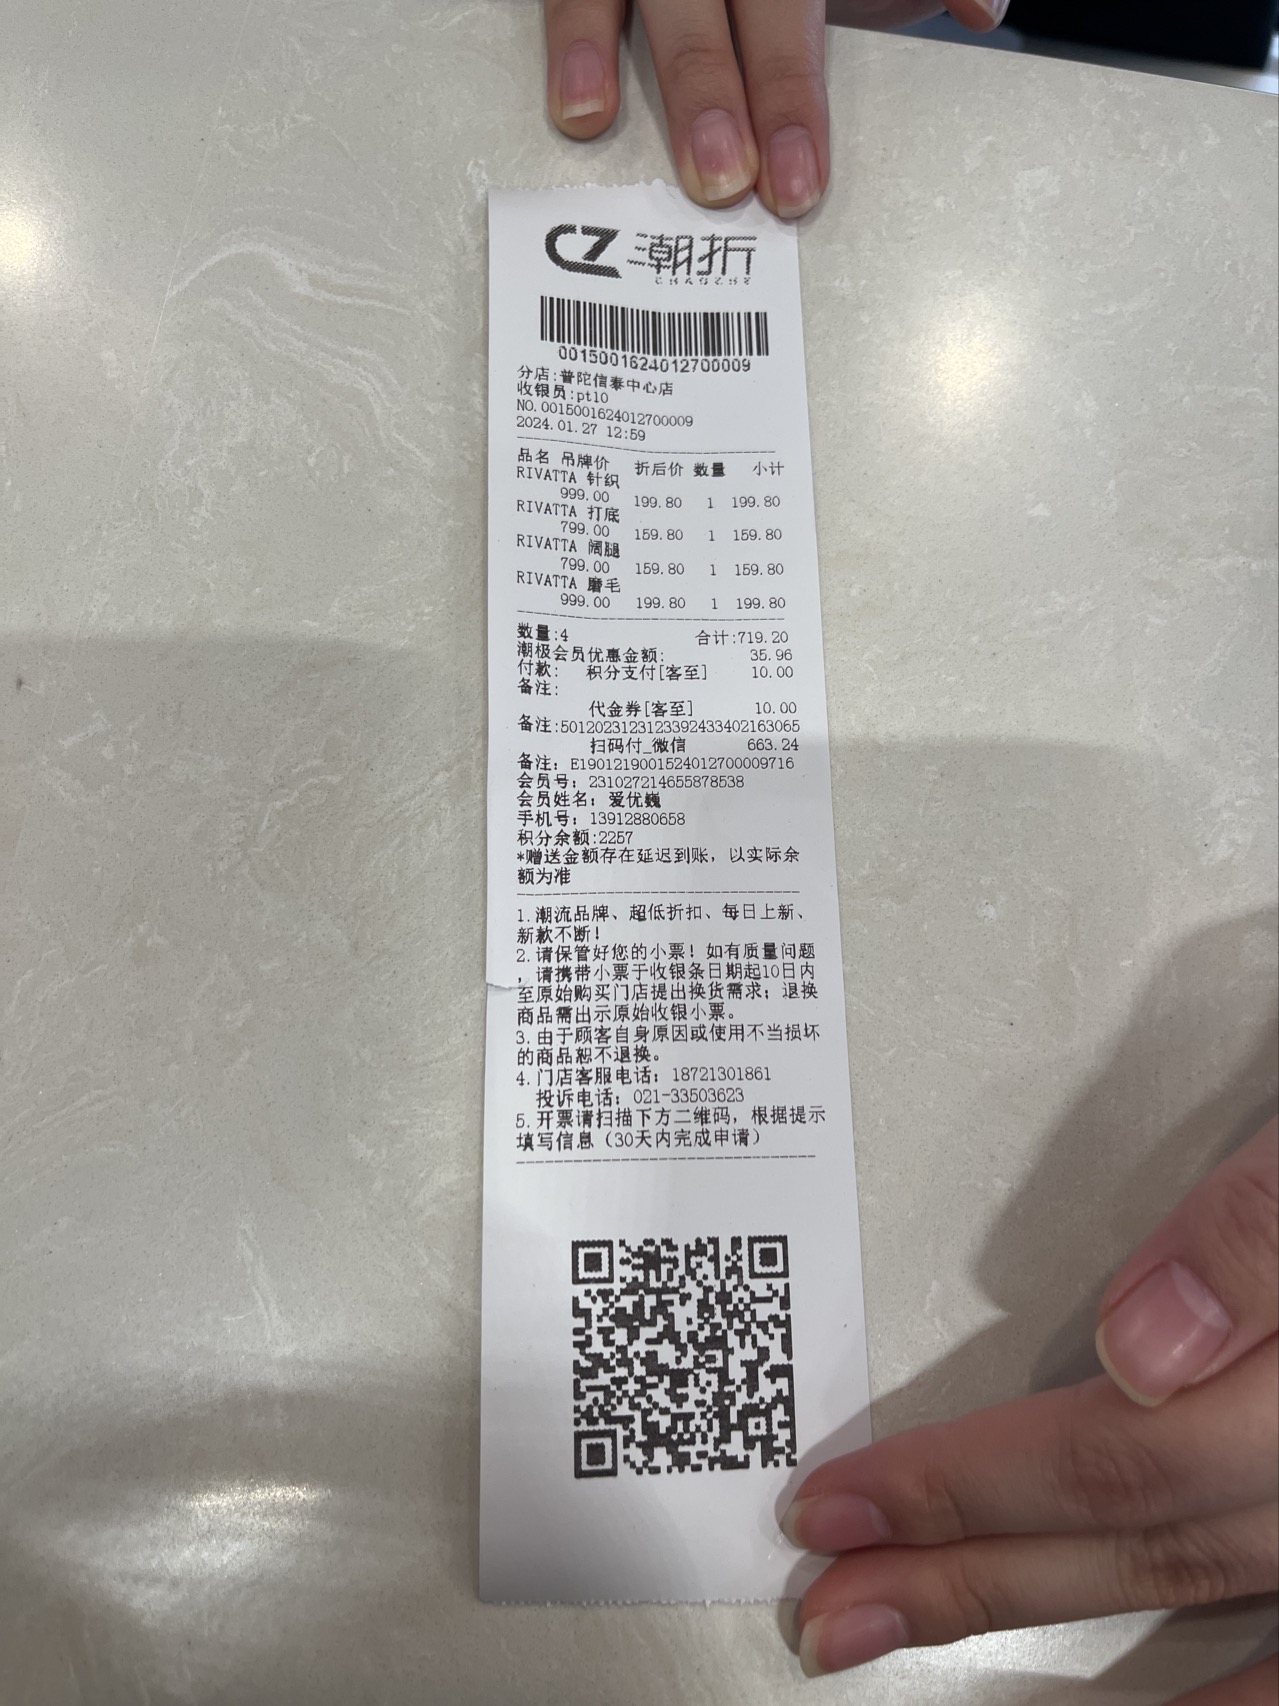 CZ 潮折
CHAOZHE
0015001624012700009
分店:普陀信泰中心店
收银员:pt10
NO.0015001624012700009
2024.01.27 12:59
品名 吊牌价 折后价 数量 小计
RIVATTA 针织
999.00 199.80 1 199.80
RIVATTA 打底
799.00 159.80 1 159.80
RIVATTA 阔腿
799.00 159.80 1 159.80
RIVATTA 磨毛
999.00 199.80 1 199.80
数量:4 合计:719.20
潮极会员优惠金额: 35.96
付款: 积分支付[客至] 10.00
备注:
代金券[客至] 10.00
备注:5012023123123392433402163065
扫码付_微信 663.24
备注: E1901219001524012700009716
会员号: 231027214655878538
会员姓名: 爱优巍
手机号: 13912880658
积分余额:2257
*赠送金额存在延迟到账，以实际余
额为准
1.潮流品牌、超低折扣、每日上新、
新款不断!
2.请保管好您的小票! 如有质量问题
，请携带小票于收银条日期起10日内
至原始购买门店提出换货需求; 退换
商品需出示原始收银小票。
3.由于顾客自身原因或使用不当损坏
的商品恕不退换。
4.门店客服电话: 18721301861
投诉电话: 021-33503623
5.开票请扫描下方二维码，根据提示
填写信息（30天内完成申请）